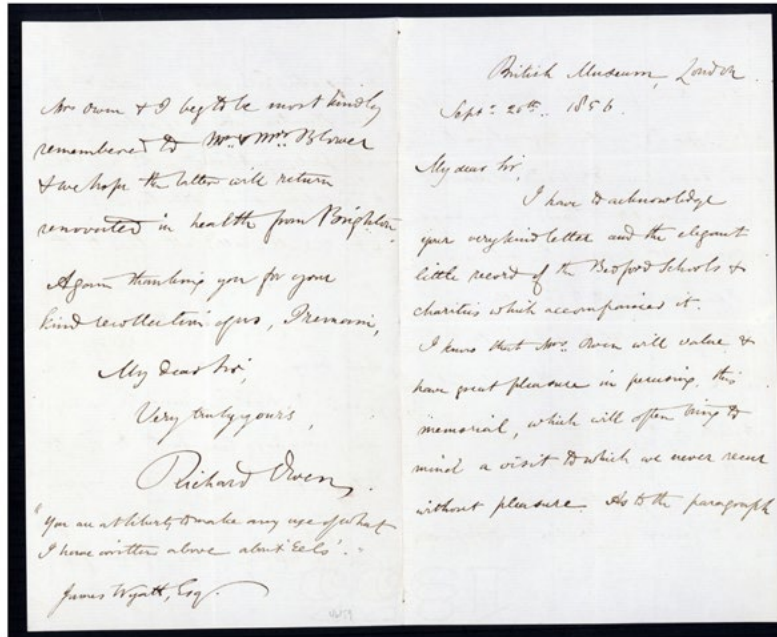 British Museum, London.
Septr. 20th. 1856.
My dear Sir,
I have to acknowledge
your very kind letter and the elegant
little record of the Bedford Schools &
charities which accompanied it.
I know that Mrs. Owen will value &
have great pleasure in perusing, this
memorial, which will often bring to
mind a visit to which we never recur
without pleasure. As to the paragraph
Mrs Owen & I beg to be most kindly
remembered to Mr. & Mrs. Blower
& we hope the latter will return
renovated in health from Brighton.
Again thanking you for your
kind recollection of us, I remain,
My dear Sir,
Very truly yours,
Richard Owen.
"You are at liberty to make any use of what
I have written above about 'Eels'."
James Wyatt, Esq.